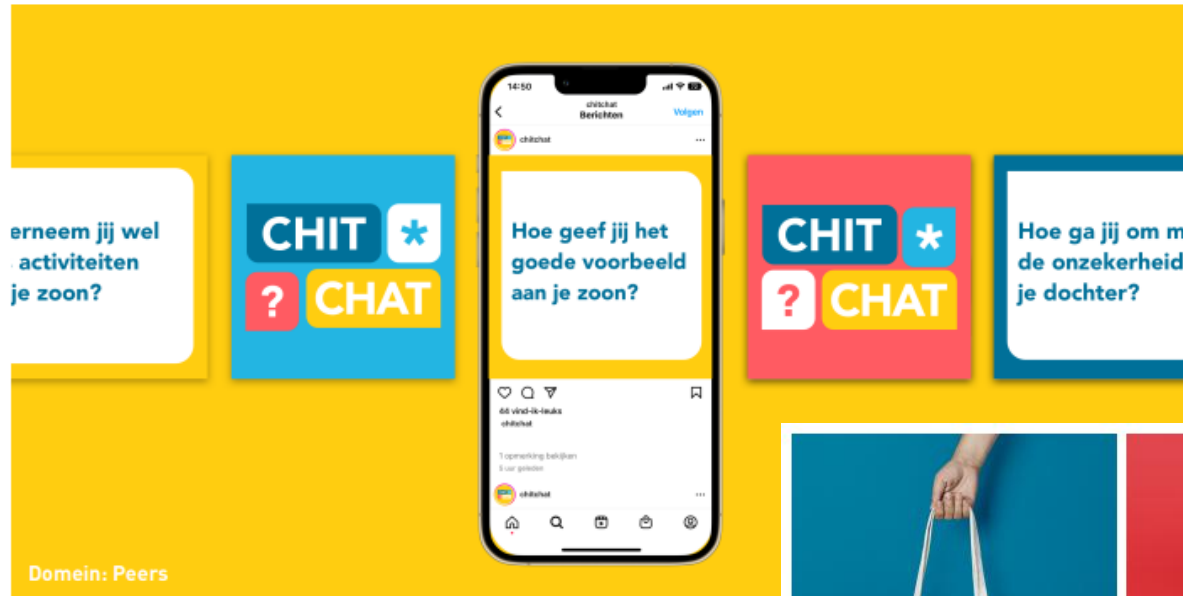 erneem jij wel
activiteiten
je zoon?
CHIT *
? CHAT
14:50
chitchat
Berichten
Volgen
chitchat
Hoe geef jij het
goede voorbeeld
aan je zoon?
44 vind-ik-leuks
chitchat
1 opmerking bekijken
5 uur geleden
chitchat
CHIT *
? CHAT
Hoe ga jij om m
de onzekerheid
je dochter?
Domein: Peers